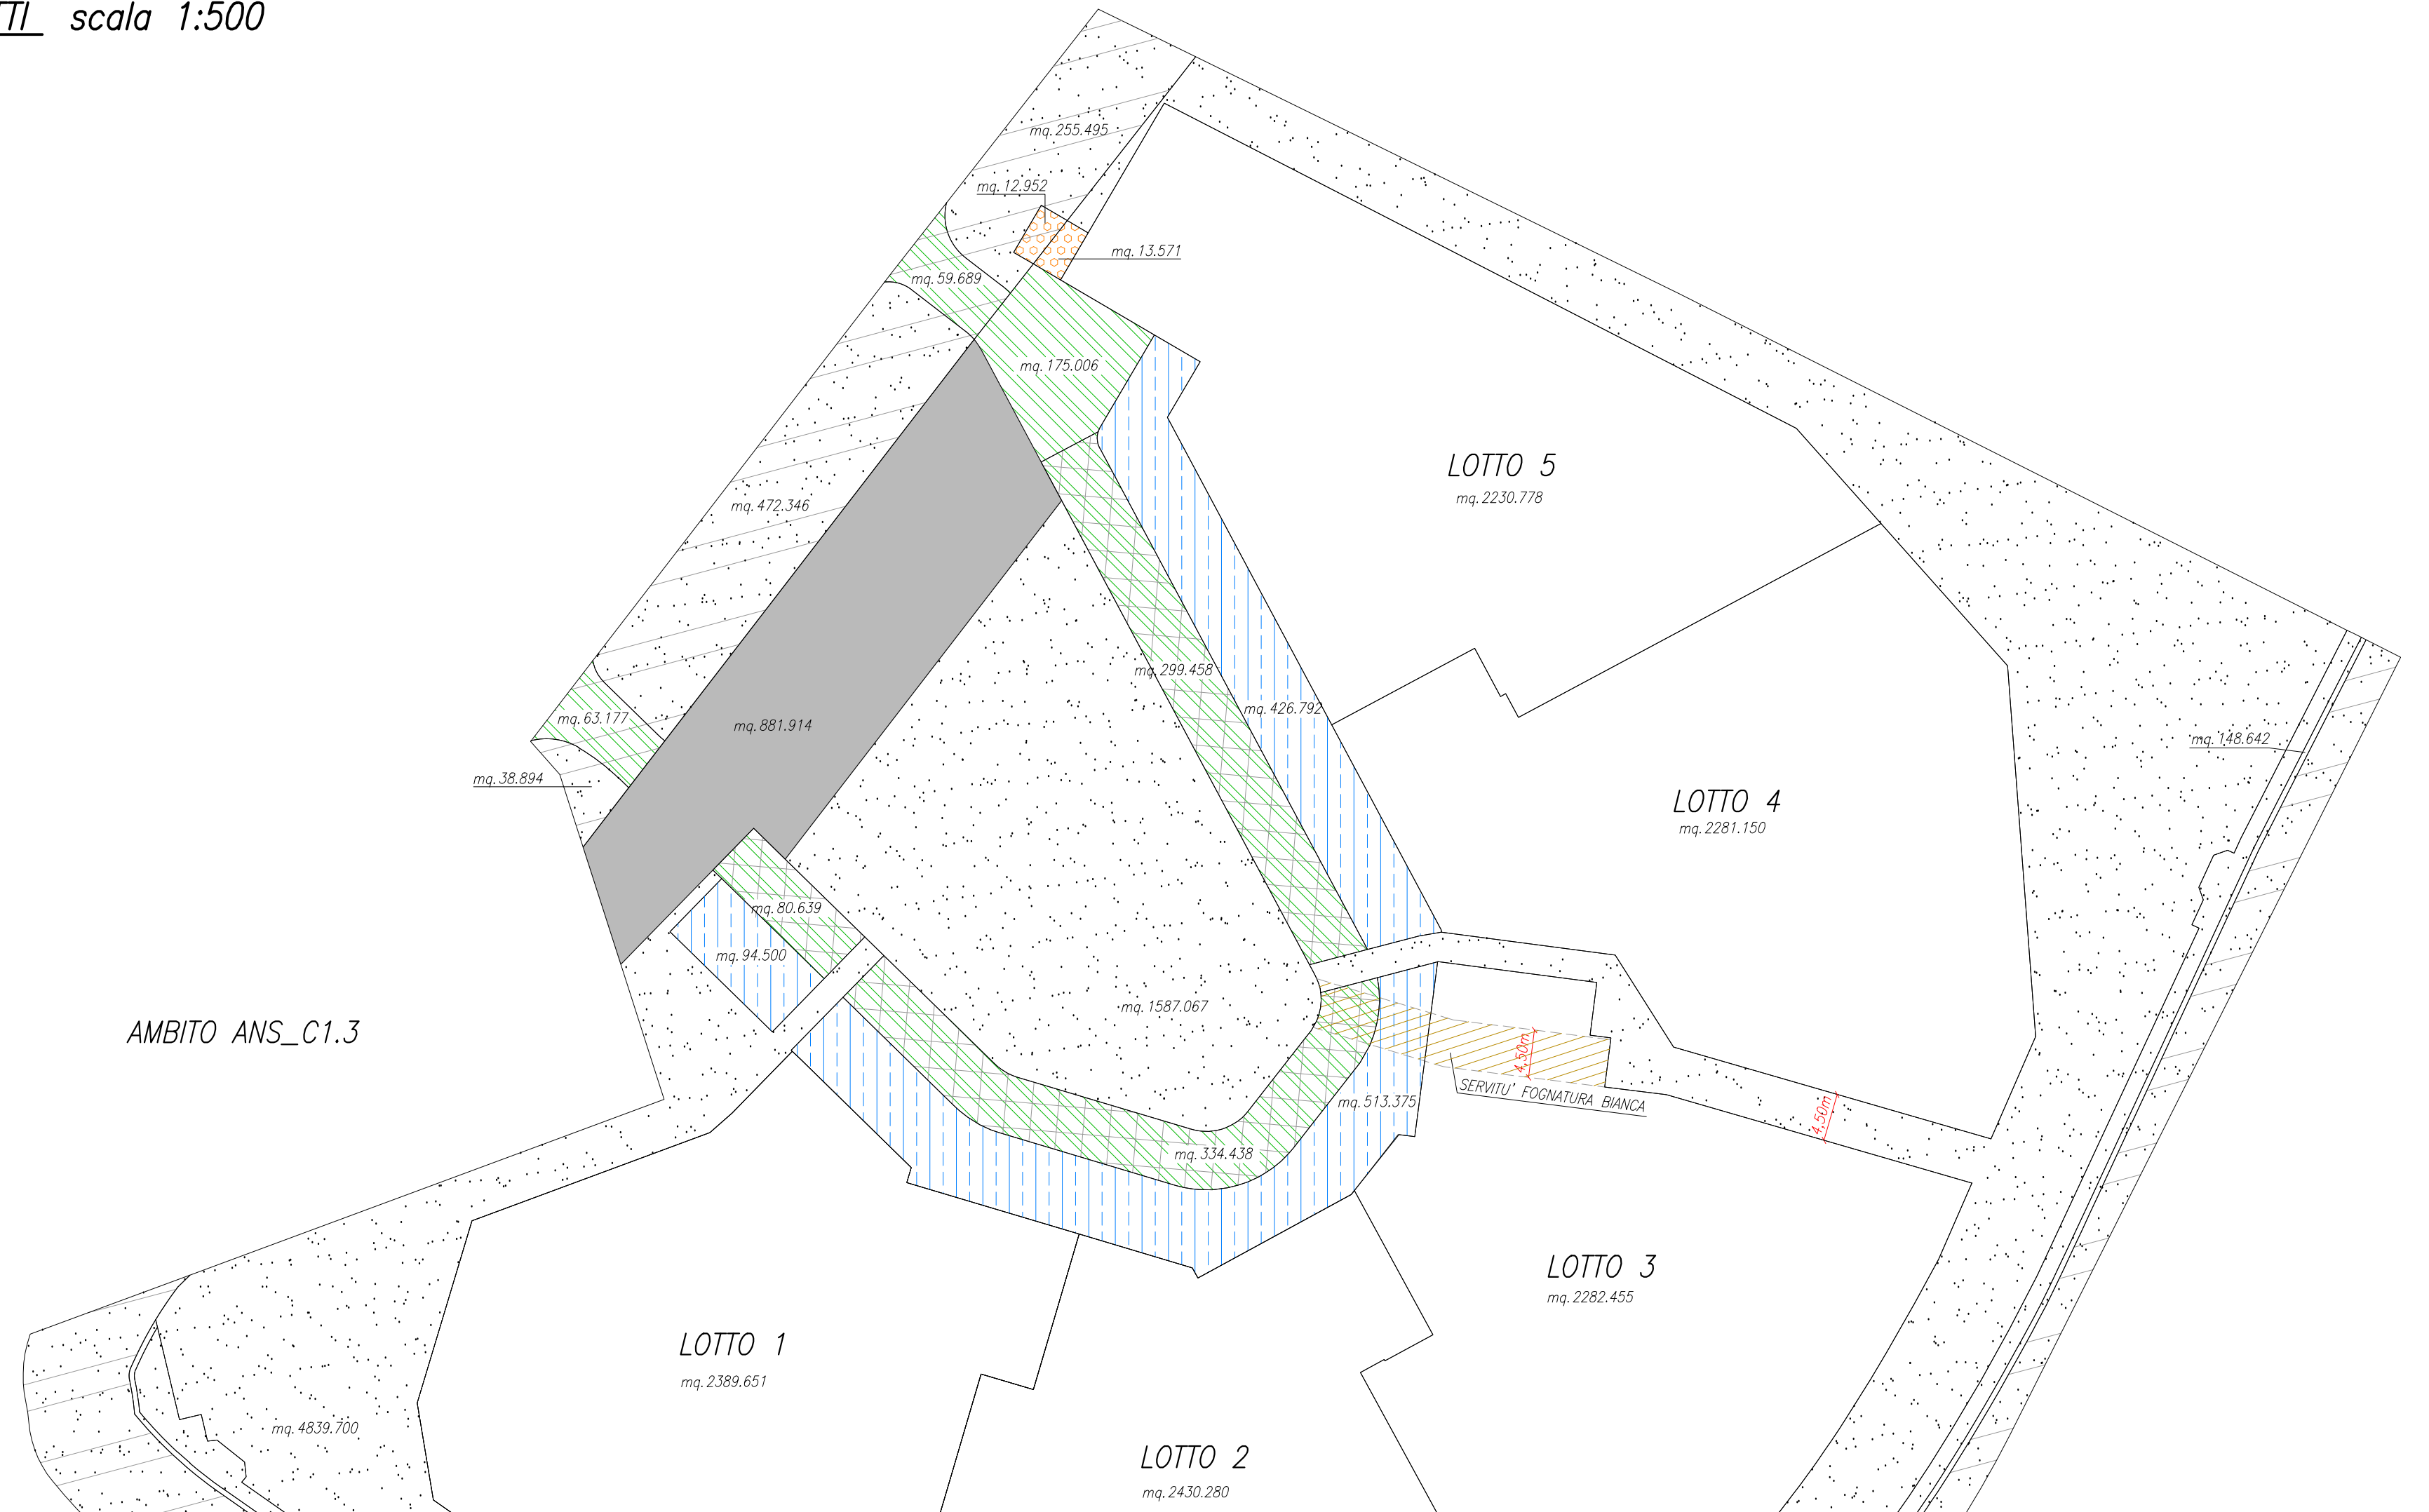 TTI scala 1:500
mq. 255.495
mq. 12.952
mq. 13.571
mq. 59.689
mq. 175.006
LOTTO 5
mq. 2230.778
mq. 472.346
mq. 299.458
mq. 426.792
mq. 63.177
mq. 881.914
mq. 148.642
mq. 38.894
LOTTO 4
mq. 2281.150
mq. 80.639
mq. 94.500
mq. 1587.067
AMBITO ANS_C1.3
4,50m
SERVITU' FOGNATURA BIANCA
mq. 513.375
4,50m
mq. 334.438
LOTTO 3
mq. 2282.455
LOTTO 1
mq. 2389.651
mq. 4839.700
LOTTO 2
mq. 2430.280